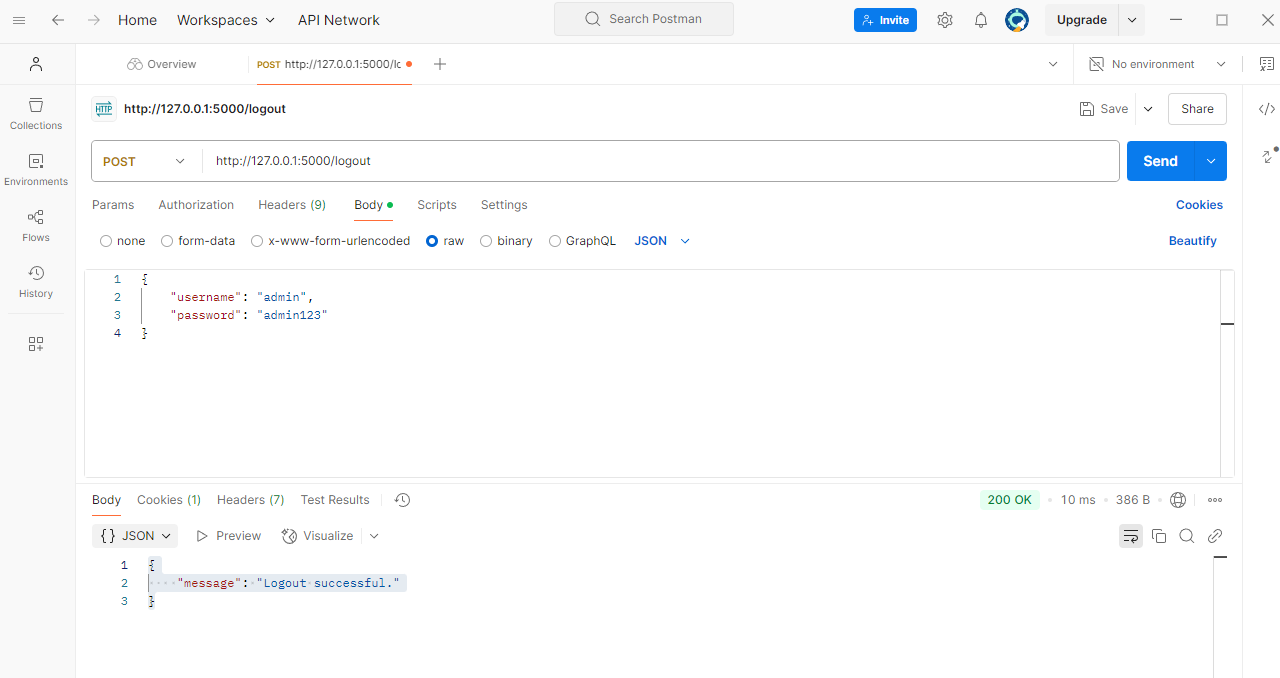 Home Workspaces API Network Search Postman Invite Upgrade
Overview POST http://127.0.0.1:5000/lc No environment
HTTP http://127.0.0.1:5000/logout Save Share
POST http://127.0.0.1:5000/logout Send
Params Authorization Headers (9) Body Scripts Settings Cookies
none form-data x-www-form-urlencoded raw binary GraphQL JSON Beautify
1 {
2 "username": "admin",
3 "password": "admin123"
4 }
Collections
Environments
Flows
History
Body Cookies (1) Headers (7) Test Results 200 OK • 10 ms • 386 B •
{} JSON Preview Visualize
1 {
2 ····"message":·"Logout·successful."
3 }